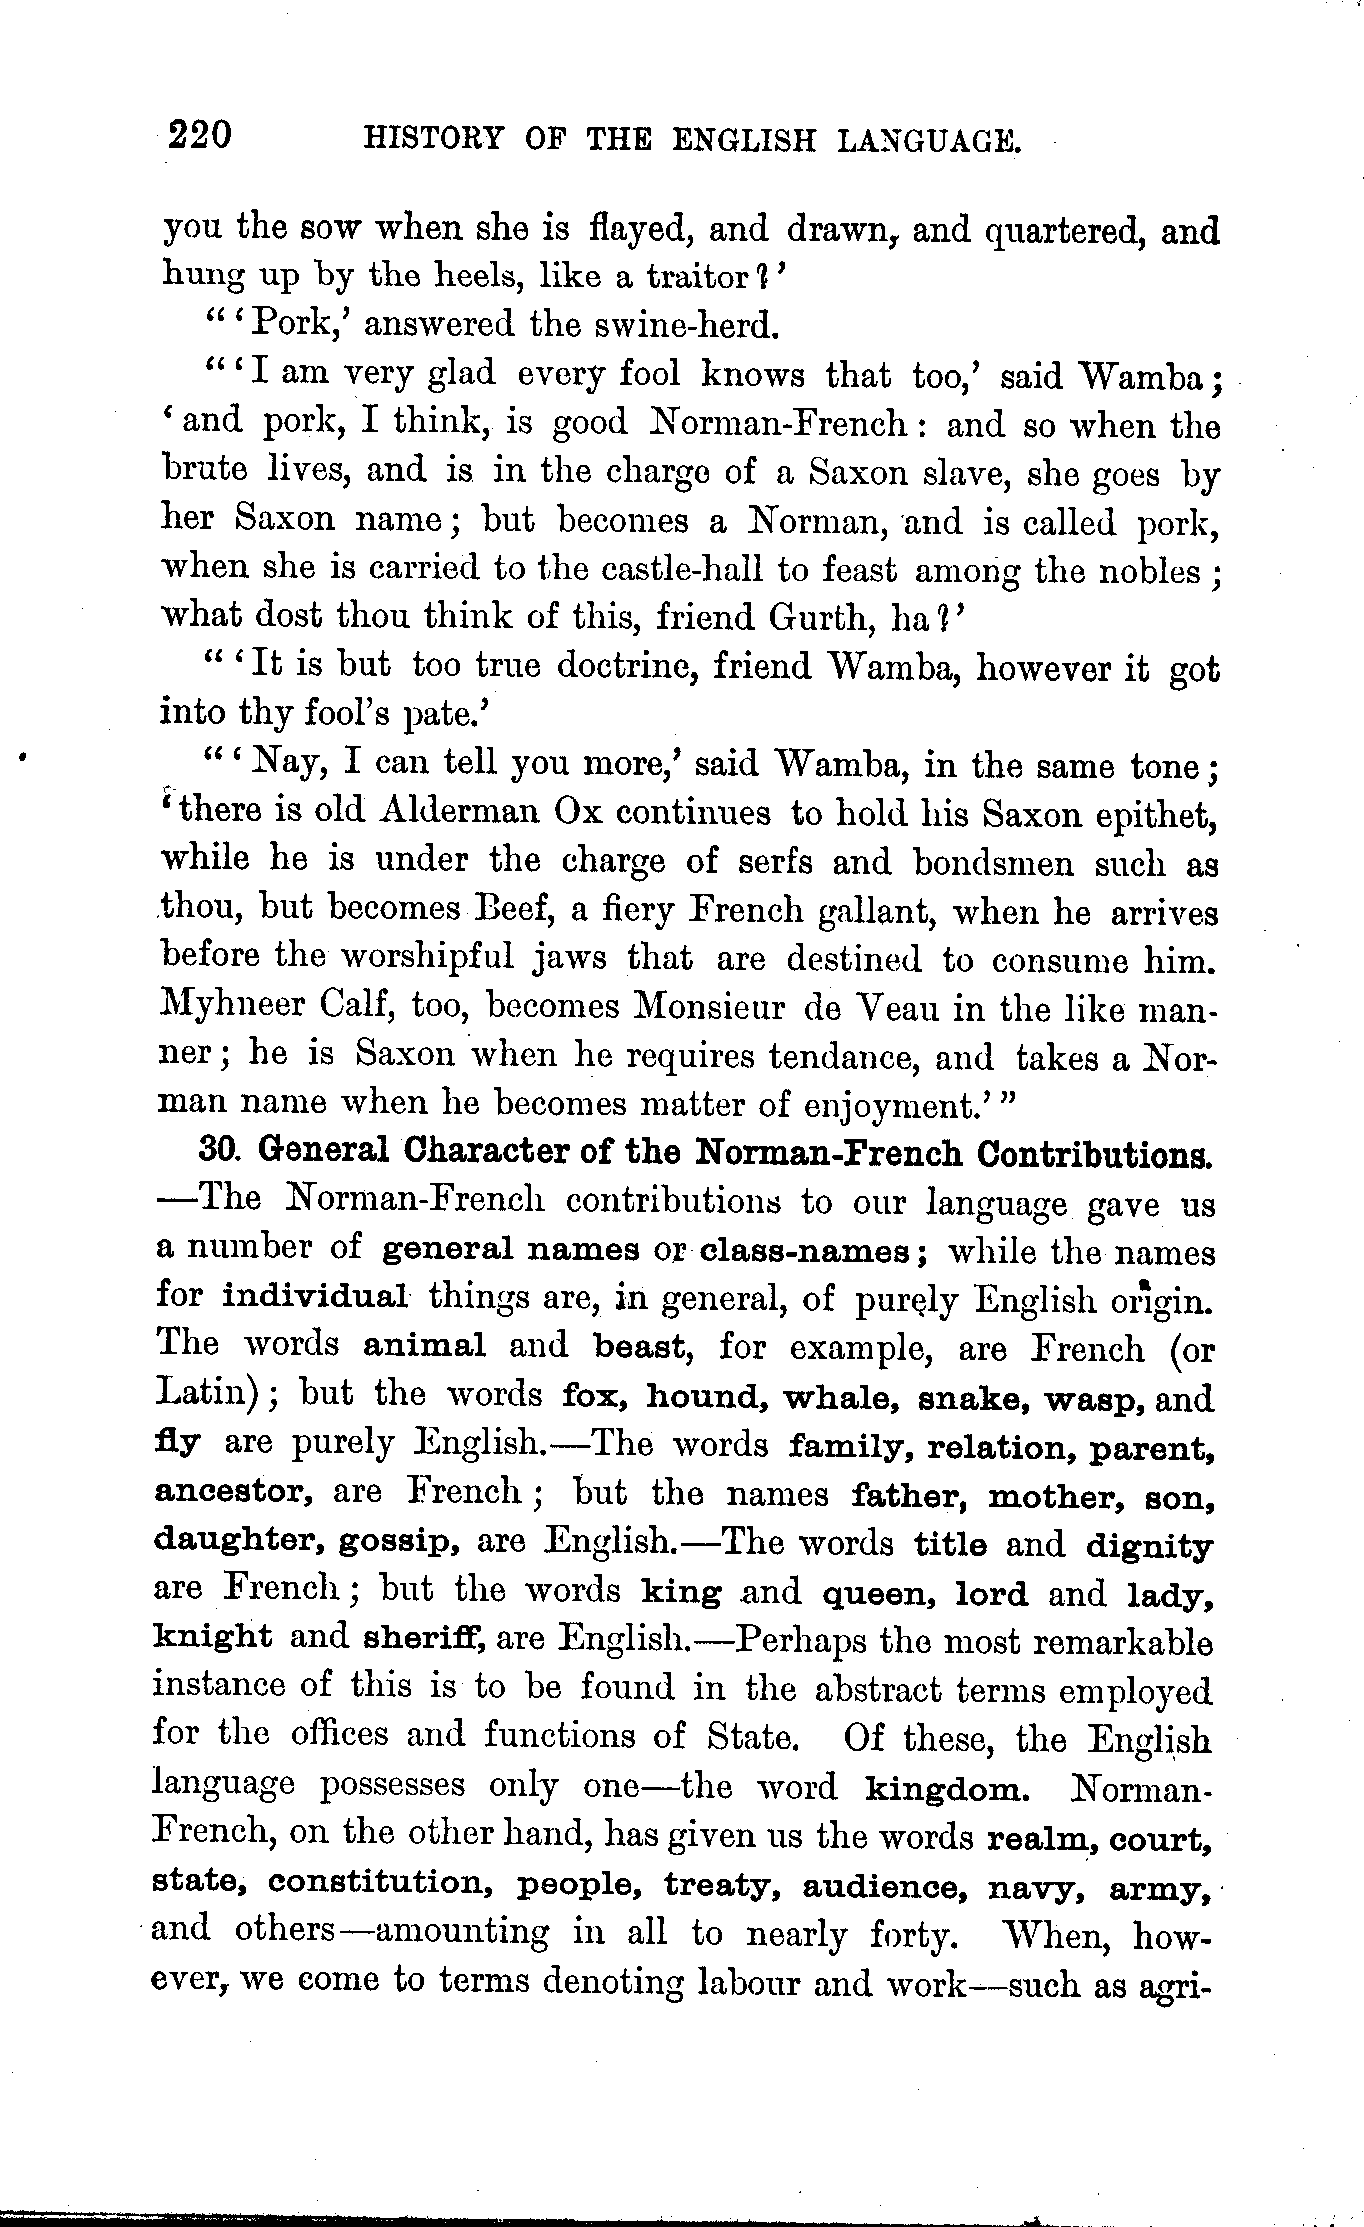 220 HISTORY OF THE ENGLISH LANGUAGE.
you the sow when she is flayed, and drawn, and quartered, and
hung up by the heels, like a traitor?'
"'Pork,' answered the swine-herd.
"'I am very glad every fool knows that too,' said Wamba;
'and pork, I think, is good Norman-French: and so when the
brute lives, and is in the charge of a Saxon slave, she goes by
her Saxon name; but becomes a Norman, and is called pork,
when she is carried to the castle-hall to feast among the nobles;
what dost thou think of this, friend Gurth, ha?'
"'It is but too true doctrine, friend Wamba, however it got
into thy fool's pate.'
"'Nay, I can tell you more,' said Wamba, in the same tone;
'there is old Alderman Ox continues to hold his Saxon epithet,
while he is under the charge of serfs and bondsmen such as
thou, but becomes Beef, a fiery French gallant, when he arrives
before the worshipful jaws that are destined to consume him.
Myhneer Calf, too, becomes Monsieur de Veau in the like man-
ner; he is Saxon when he requires tendance, and takes a Nor-
man name when he becomes matter of enjoyment.'"
30. General Character of the Norman-French Contributions.
—The Norman-French contributions to our language gave us
a number of general names or class-names; while the names
for individual things are, in general, of purely English origin.
The words animal and beast, for example, are French (or
Latin); but the words fox, hound, whale, snake, wasp, and
fly are purely English.—The words family, relation, parent,
ancestor, are French; but the names father, mother, son,
daughter, gossip, are English.—The words title and dignity
are French; but the words king and queen, lord and lady,
knight and sheriff, are English.—Perhaps the most remarkable
instance of this is to be found in the abstract terms employed
for the offices and functions of State. Of these, the English
language possesses only one—the word kingdom. Norman-
French, on the other hand, has given us the words realm, court,
state, constitution, people, treaty, audience, navy, army,
and others—amounting in all to nearly forty. When, how-
ever, we come to terms denoting labour and work—such as agri-